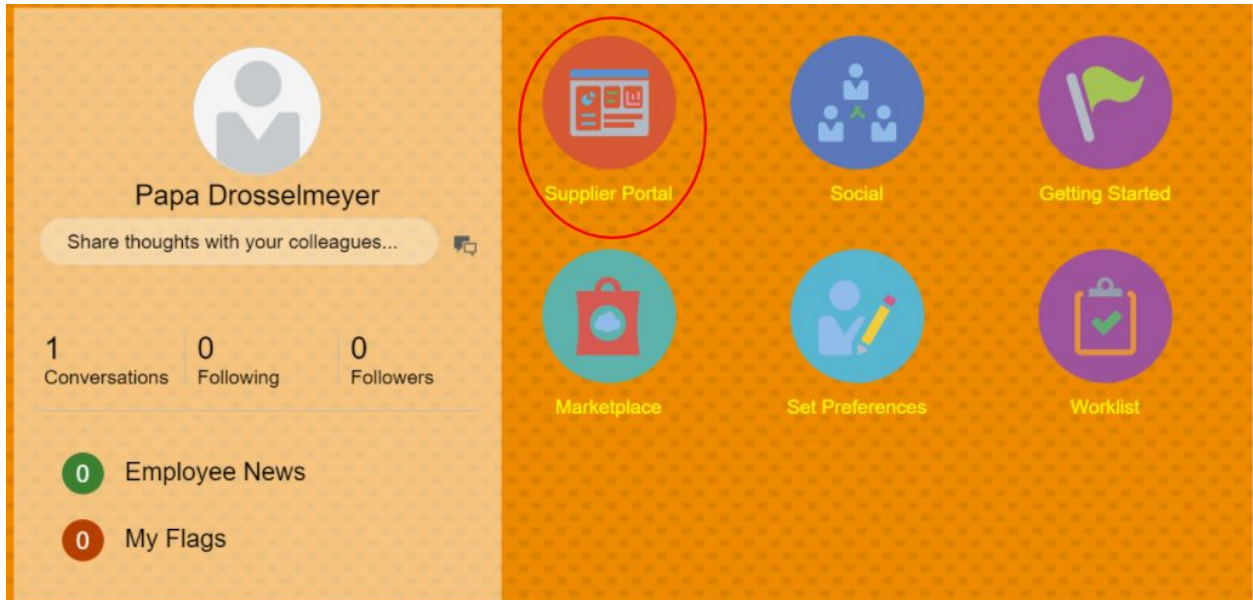 Papa Drosselmeyer
Share thoughts with your colleagues...
1
Conversations
0
Following
0
Followers
0 Employee News
0 My Flags
Supplier Portal
Social
Getting Started
Marketplace
Set Preferences
Worklist